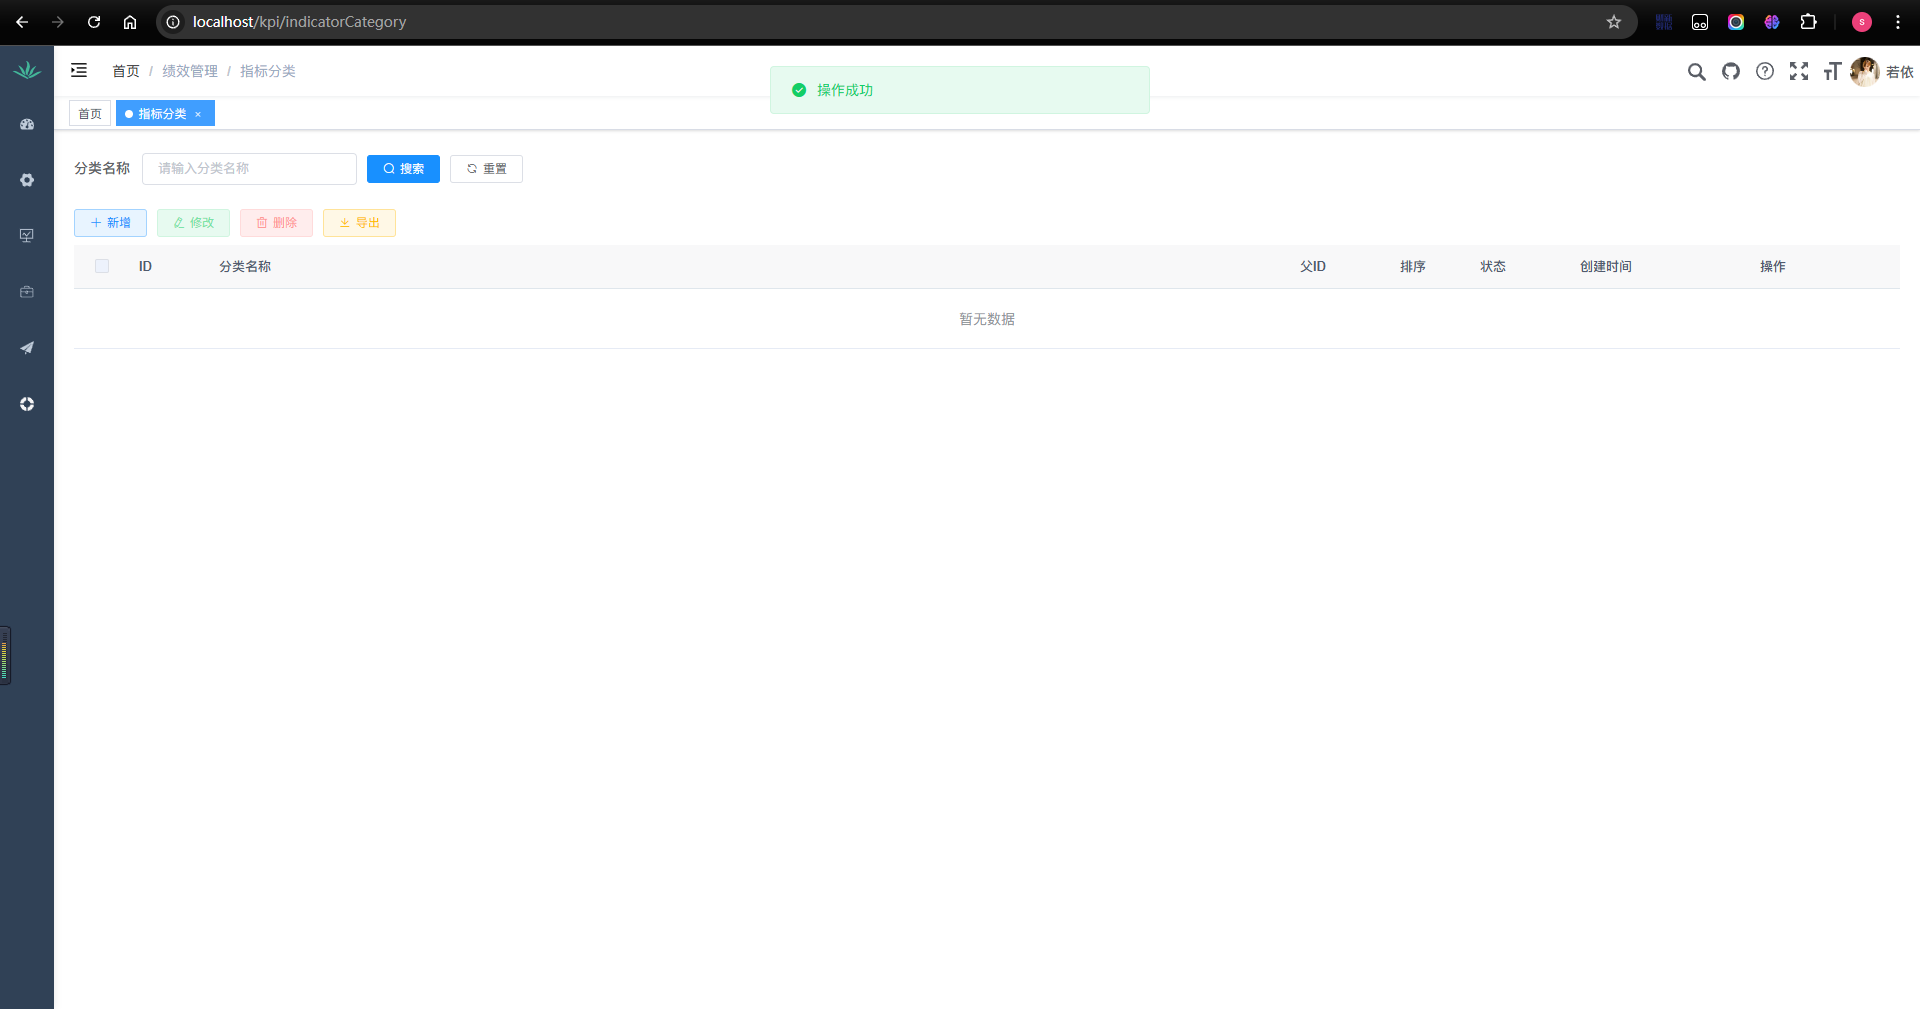 localhost/kpi/indicatorCategory
S
首页 / 绩效管理 / 指标分类
操作成功
若依
首页
指标分类 ×
分类名称
请输入分类名称
搜索
重置
新增
修改
删除
导出
ID 分类名称 父ID 排序 状态 创建时间 操作
暂无数据